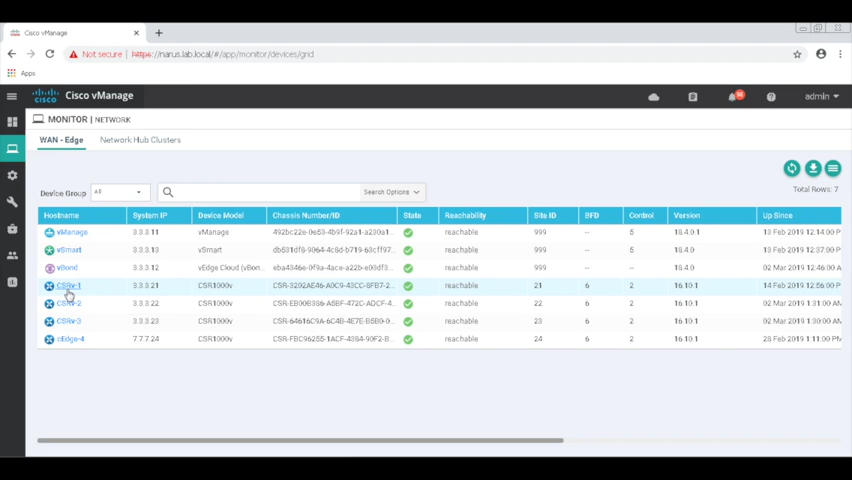 Cisco vManage
Not secure | https://narus.lab.local/#/app/monitor/devices/grid
Apps
CISCO Cisco vManage admin
MONITOR | NETWORK
WAN - Edge Network Hub Clusters
Device Group All Search Options
Total Rows: 7
Hostname System IP Device Model Chassis Number/ID State Reachability Site ID BFD Control Version Up Since
vManage 3.3.3.11 vManage reachable 999 -- 5 18.4.0.1 13 Feb 2019 12:14:00 P
vSmart 3.3.3.13 vSmart reachable 999 -- 5 18.4.0 13 Feb 2019 12:37:00 P
vBond 3.3.3.12 vEdge Cloud (vBon... reachable 999 -- -- 18.4.0 02 Mar 2019 12:46:00 A
CSRv-1 3.3.3.21 CSR1000v reachable 21 6 2 16.10.1 14 Feb 2019 12:56:00 P
CSRv-2 3.3.3.22 CSR1000v reachable 22 6 2 16.10.1 02 Mar 2019 1:31:00 AM
CSRv-3 3.3.3.23 CSR1000v reachable 23 6 2 16.10.1 02 Mar 2019 1:30:00 AM
cEdge-4 7.7.7.24 CSR1000v reachable 24 6 2 16.10.1 28 Feb 2019 1:11:00 PM